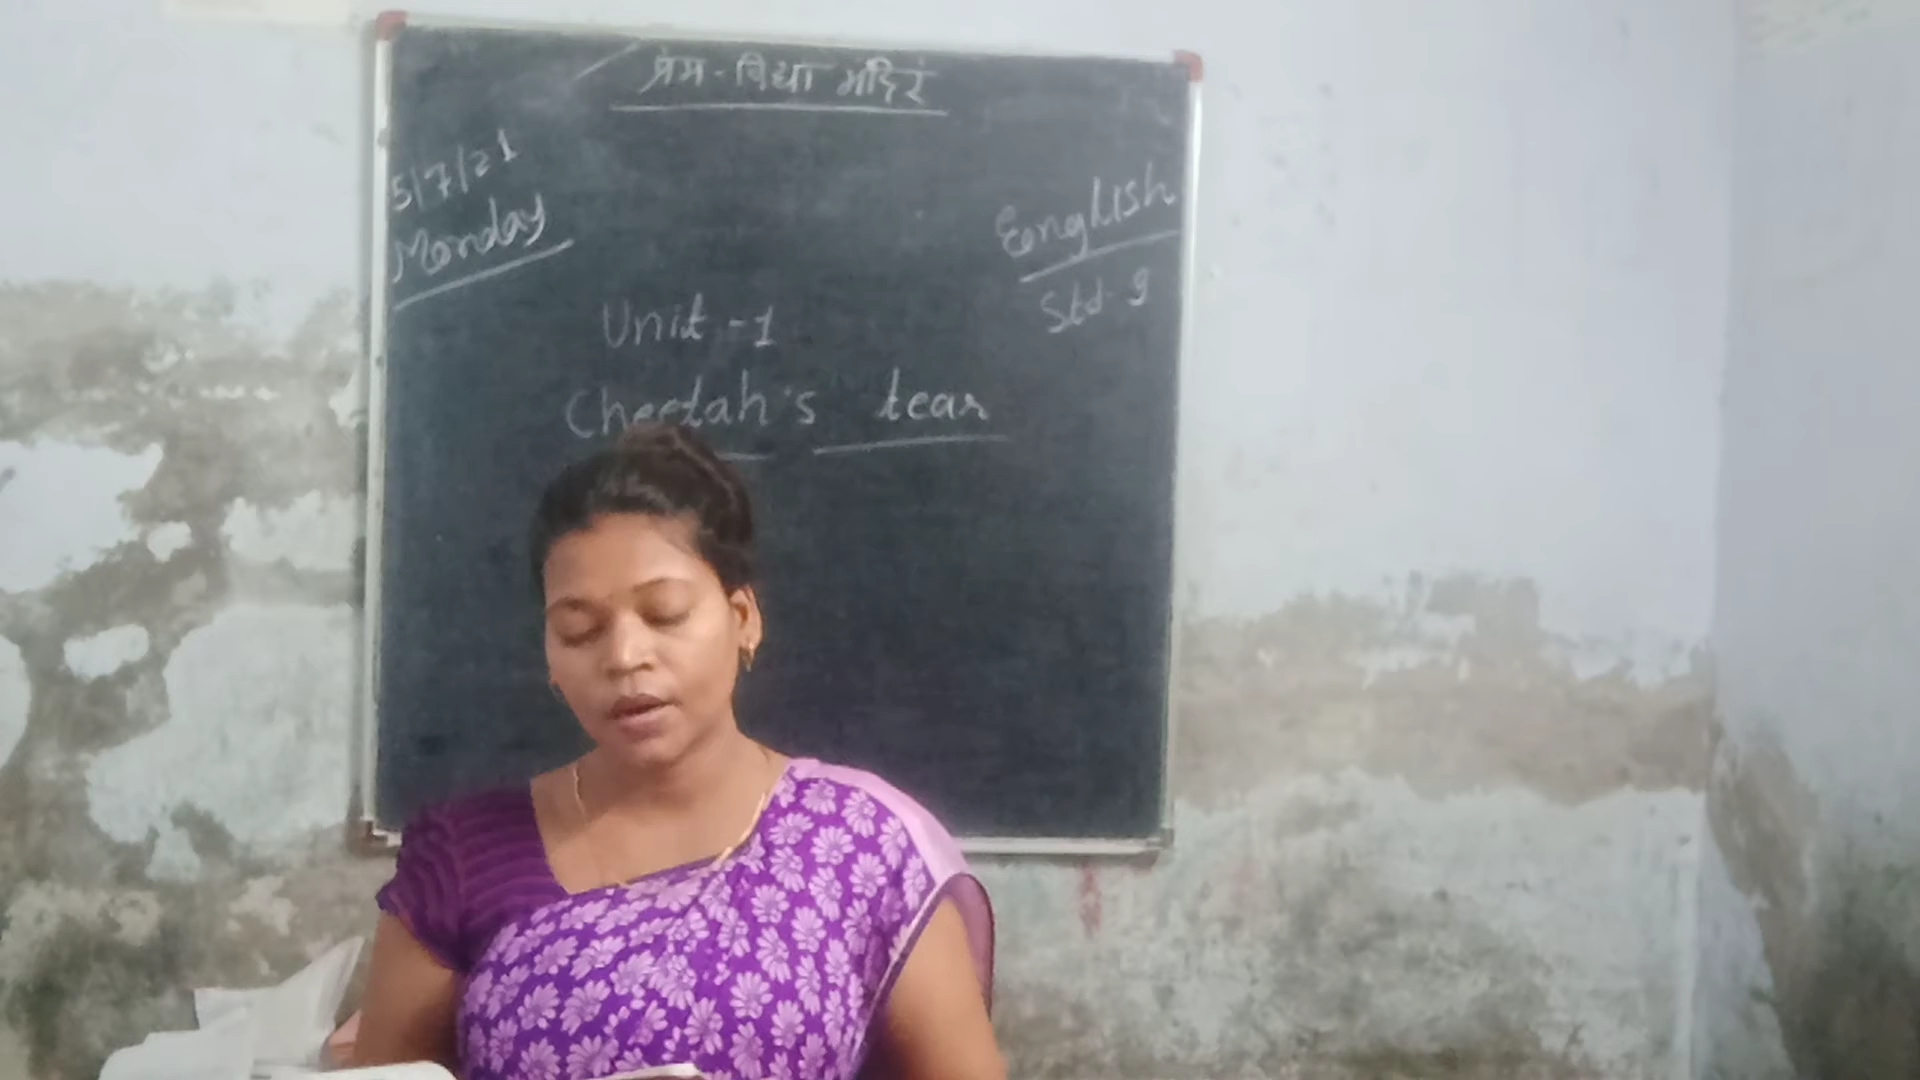 प्रेम - विद्या मंदिर
5/7/21
Monday
English
Std. 9
Unit - 1
Cheetah's tear